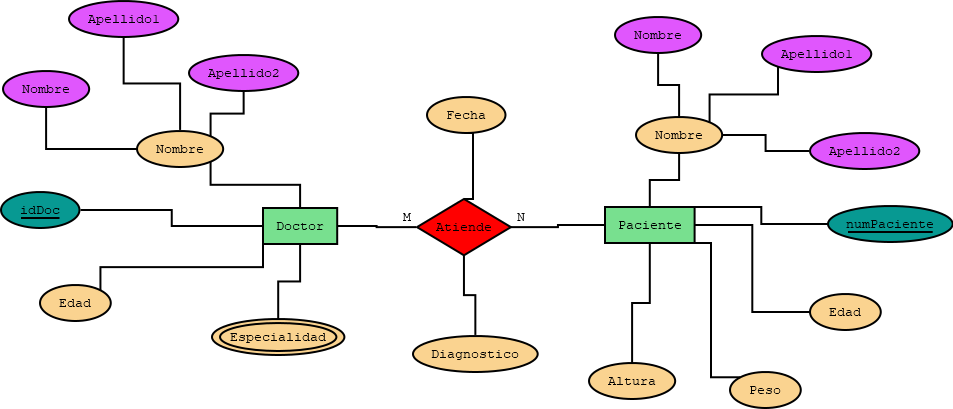 Apellido1
Nombre
Apellido1
Nombre
Apellido2
Fecha
Nombre
Nombre
Apellido2
idDoc
M
N
Doctor
Atiende
Paciente
numPaciente
Edad
Edad
Especialidad
Diagnostico
Altura
Peso